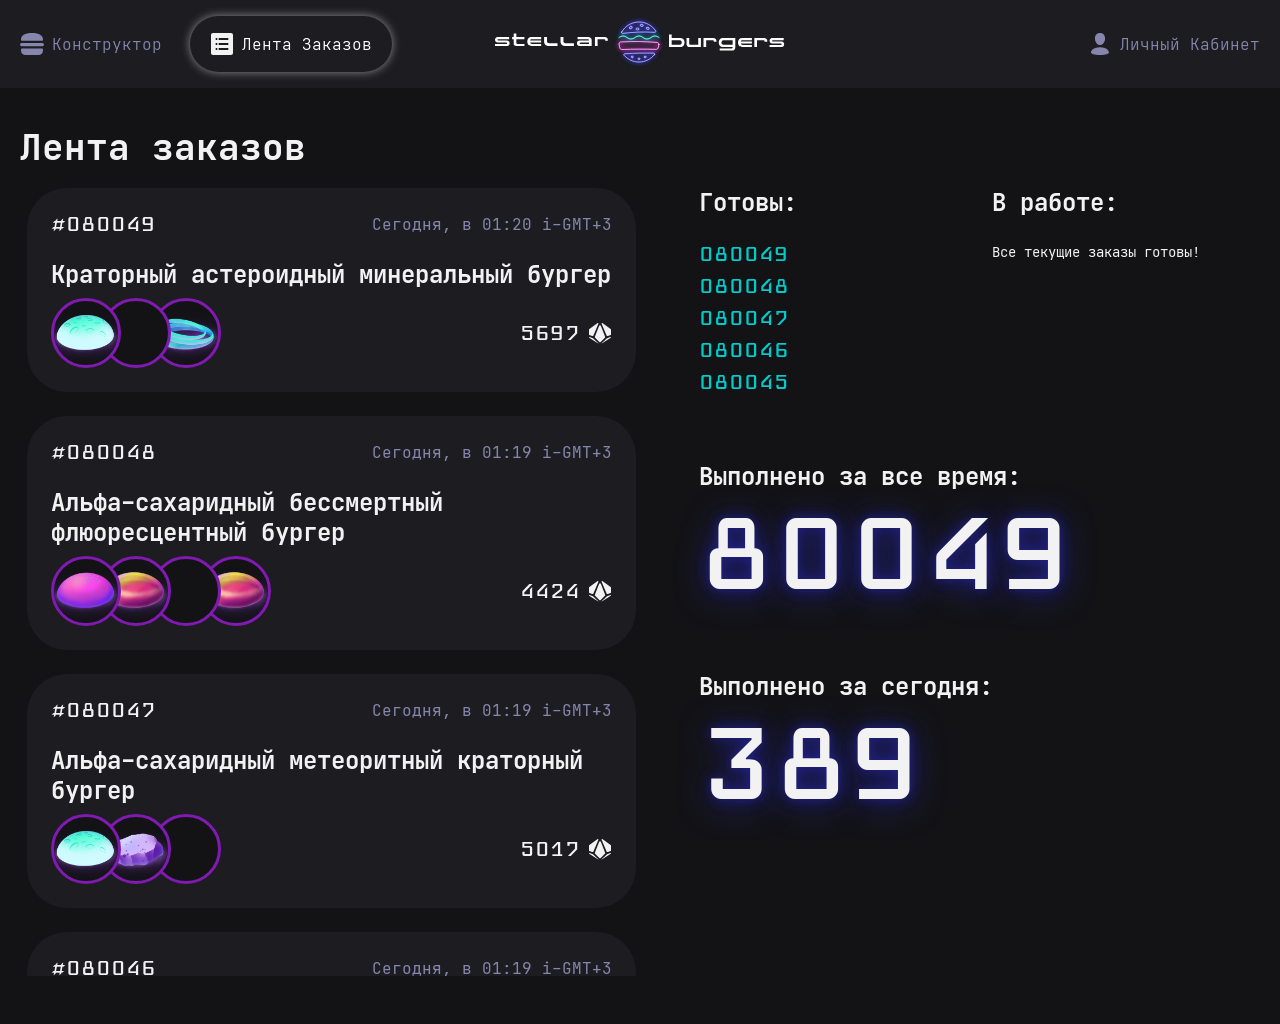 Конструктор
Лента Заказов
stellar burgers
Личный Кабинет
Лента заказов
#080049
Сегодня, в 01:20 i-GMT+3
Краторный астероидный минеральный бургер
5697
#080048
Сегодня, в 01:19 i-GMT+3
Альфа-сахаридный бессмертный
флюоресцентный бургер
4424
#080047
Сегодня, в 01:19 i-GMT+3
Альфа-сахаридный метеоритный краторный
бургер
5017
#080046
Сегодня, в 01:19 i-GMT+3
Готовы:
080049
080048
080047
080046
080045
В работе:
Все текущие заказы готовы!
Выполнено за все время:
80049
Выполнено за сегодня:
389